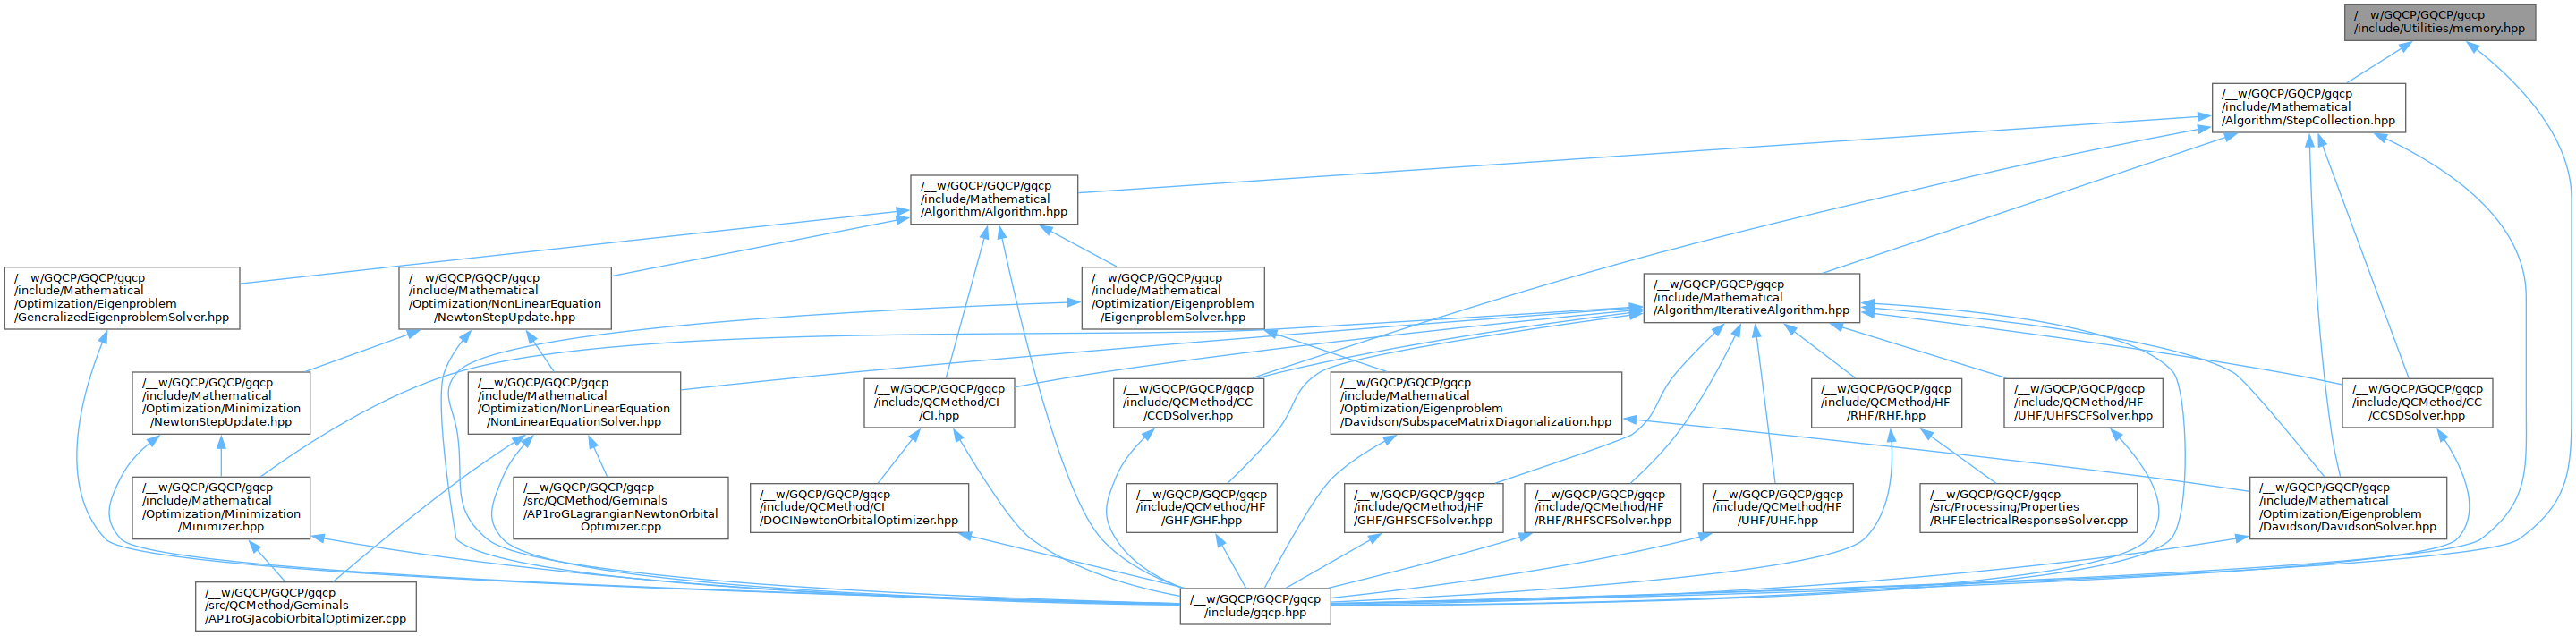 /__w/GQCP/GQCP/gqcp
/include/Utilities/memory.hpp
/__w/GQCP/GQCP/gqcp
/include/Mathematical
/Algorithm/StepCollection.hpp
/__w/GQCP/GQCP/gqcp
/include/Mathematical
/Algorithm/Algorithm.hpp
/__w/GQCP/GQCP/gqcp
/include/Mathematical
/Optimization/Eigenproblem
/GeneralizedEigenproblemSolver.hpp
/__w/GQCP/GQCP/gqcp
/include/Mathematical
/Optimization/NonLinearEquation
/NewtonStepUpdate.hpp
/__w/GQCP/GQCP/gqcp
/include/Mathematical
/Optimization/Eigenproblem
/EigenproblemSolver.hpp
/__w/GQCP/GQCP/gqcp
/include/Mathematical
/Algorithm/IterativeAlgorithm.hpp
/__w/GQCP/GQCP/gqcp
/include/Mathematical
/Optimization/Minimization
/NewtonStepUpdate.hpp
/__w/GQCP/GQCP/gqcp
/include/Mathematical
/Optimization/NonLinearEquation
/NonLinearEquationSolver.hpp
/__w/GQCP/GQCP/gqcp
/include/QCMethod/CI
/CI.hpp
/__w/GQCP/GQCP/gqcp
/include/QCMethod/CC
/CCDSolver.hpp
/__w/GQCP/GQCP/gqcp
/include/Mathematical
/Optimization/Eigenproblem
/Davidson/SubspaceMatrixDiagonalization.hpp
/__w/GQCP/GQCP/gqcp
/include/QCMethod/HF
/RHF/RHF.hpp
/__w/GQCP/GQCP/gqcp
/include/QCMethod/HF
/UHF/UHFSCFSolver.hpp
/__w/GQCP/GQCP/gqcp
/include/QCMethod/CC
/CCSDSolver.hpp
/__w/GQCP/GQCP/gqcp
/include/Mathematical
/Optimization/Minimization
/Minimizer.hpp
/__w/GQCP/GQCP/gqcp
/src/QCMethod/Geminals
/AP1roGLagrangianNewtonOrbital
Optimizer.cpp
/__w/GQCP/GQCP/gqcp
/include/QCMethod/CI
/DOCINewtonOrbitalOptimizer.hpp
/__w/GQCP/GQCP/gqcp
/include/QCMethod/HF
/GHF/GHF.hpp
/__w/GQCP/GQCP/gqcp
/include/QCMethod/HF
/GHF/GHFSCFSolver.hpp
/__w/GQCP/GQCP/gqcp
/include/QCMethod/HF
/RHF/RHFSCFSolver.hpp
/__w/GQCP/GQCP/gqcp
/include/QCMethod/HF
/UHF/UHF.hpp
/__w/GQCP/GQCP/gqcp
/src/Processing/Properties
/RHFElectricalResponseSolver.cpp
/__w/GQCP/GQCP/gqcp
/include/Mathematical
/Optimization/Eigenproblem
/Davidson/DavidsonSolver.hpp
/__w/GQCP/GQCP/gqcp
/src/QCMethod/Geminals
/AP1roGJacobiOrbitalOptimizer.cpp
/__w/GQCP/GQCP/gqcp
/include/gqcp.hpp